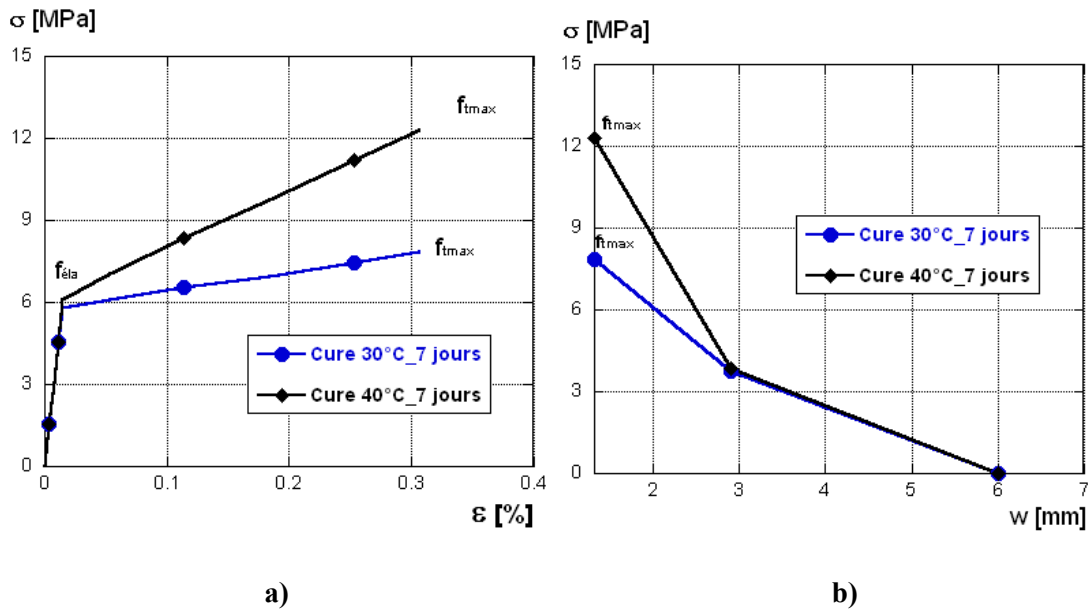 σ [MPa]
15
12
9
6
3
0
0
0.1
0.2
0.3
0.4
ε [%]
f_éla
f_tmax
f_tmax
Cure 30°C_7 jours
Cure 40°C_7 jours
a)
σ [MPa]
15
12
9
6
3
0
2
3
4
5
6
7
w [mm]
f_tmax
f_tmax
Cure 30°C_7 jours
Cure 40°C_7 jours
b)